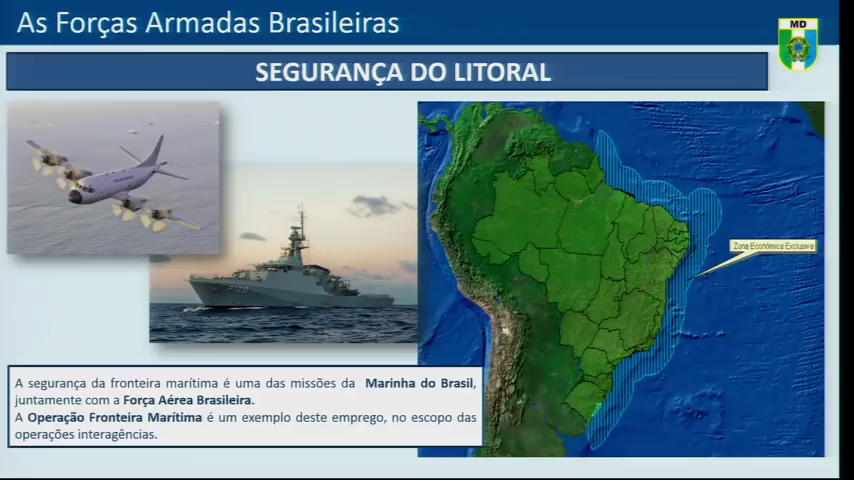 As Forças Armadas Brasileiras
MD
SEGURANÇA DO LITORAL
Zona Econômica Exclusiva
P120
A segurança da fronteira marítima é uma das missões da Marinha do Brasil,
juntamente com a Força Aérea Brasileira.
A Operação Fronteira Marítima é um exemplo deste emprego, no escopo das
operações interagências.